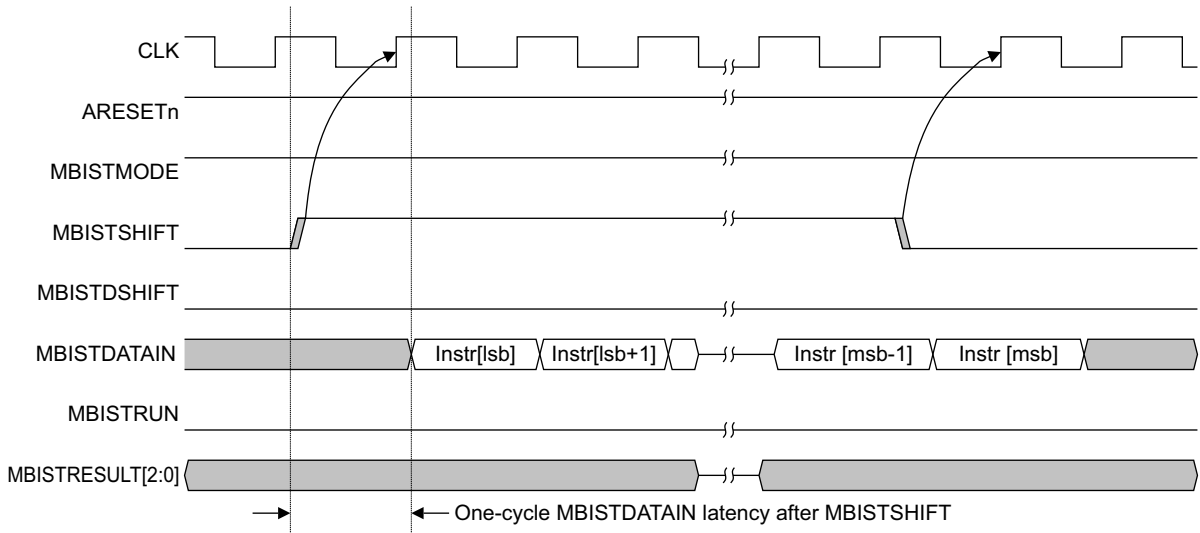 CLK
ARESETn
MBISTMODE
MBISTSHIFT
MBISTDSHIFT
MBISTDATAIN Instr[lsb] Instr[lsb+1] Instr [msb-1] Instr [msb]
MBISTRUN
MBISTRESULT[2:0]
One-cycle MBISTDATAIN latency after MBISTSHIFT